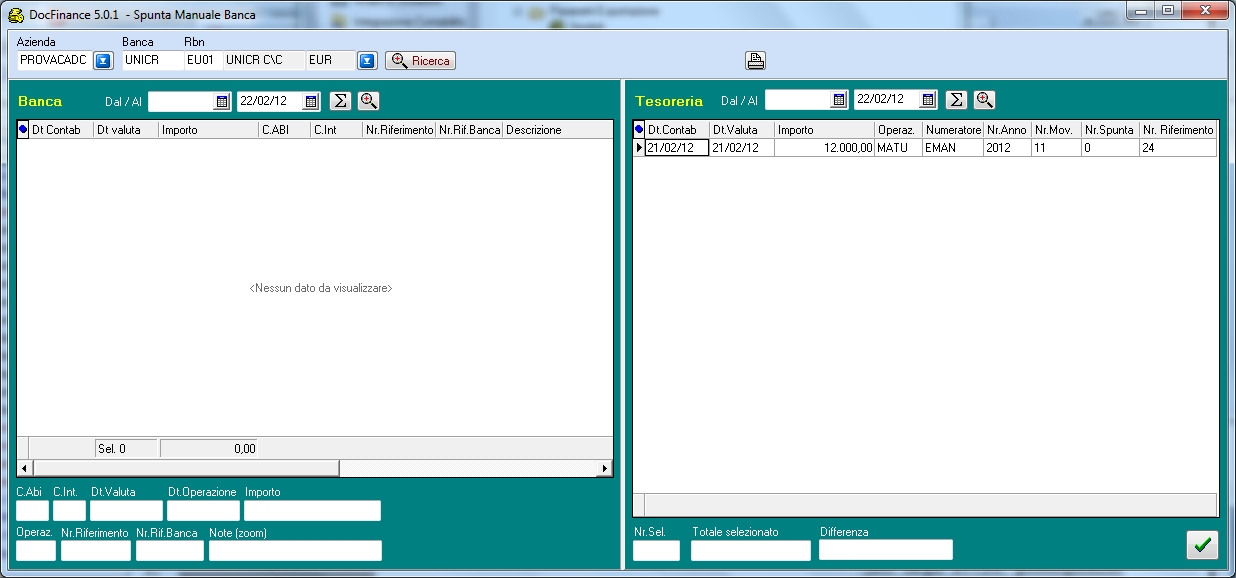 DocFinance 5.0.1 - Spunta Manuale Banca
Azienda Banca Rbn
PROVACADC UNICR EU01 UNICR C\C EUR Ricerca
Banca Dal / Al 22/02/12 Σ
Dt Contab Dt valuta Importo C.ABI C.Int Nr.Riferimento Nr.Rif.Banca Descrizione
<Nessun dato da visualizzare>
Sel. 0 0,00
C.Abi C.Int. Dt.Valuta Dt.Operazione Importo
Operaz. Nr.Riferimento Nr.Rif.Banca Note (zoom)
Tesoreria Dal / Al 22/02/12 Σ
Dt.Contab Dt.Valuta Importo Operaz. Numeratore Nr.Anno Nr.Mov. Nr.Spunta Nr. Riferimento
21/02/12 21/02/12 12.000,00 MATU EMAN 2012 11 0 24
Nr.Sel. Totale selezionato Differenza